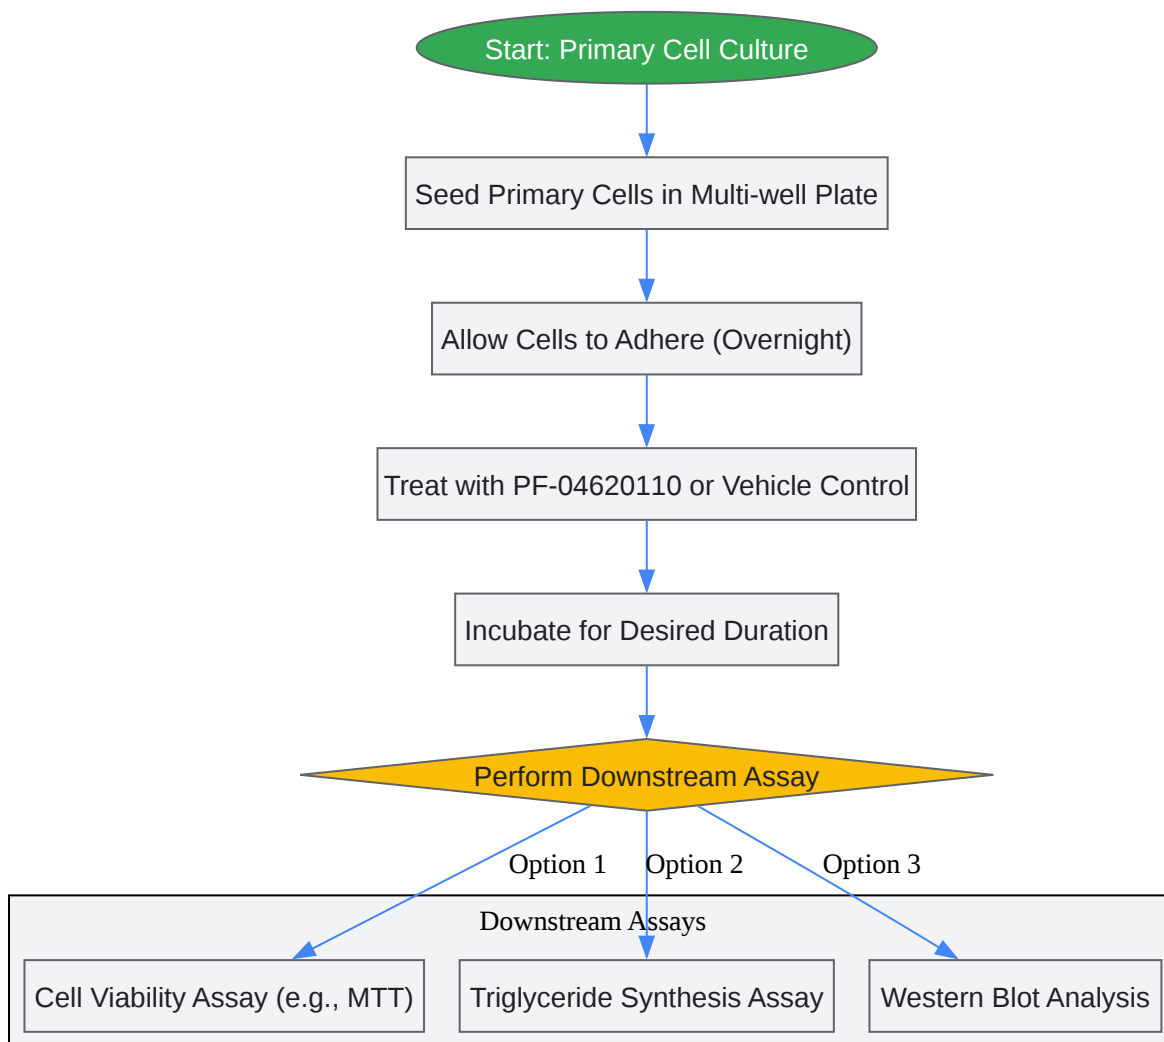 Start: Primary Cell Culture
Seed Primary Cells in Multi-well Plate
Allow Cells to Adhere (Overnight)
Treat with PF-04620110 or Vehicle Control
Incubate for Desired Duration
Perform Downstream Assay
Option 1
Option 2
Option 3
Downstream Assays
Cell Viability Assay (e.g., MTT)
Triglyceride Synthesis Assay
Western Blot Analysis